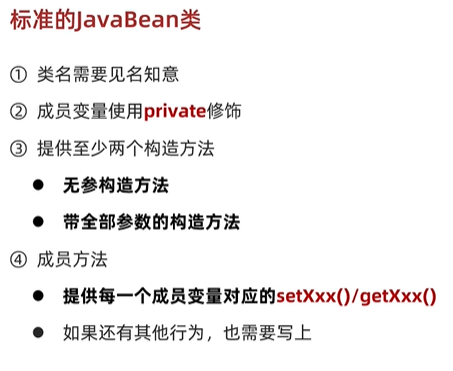 标准的JavaBean类
① 类名需要见名知意
② 成员变量使用private修饰
③ 提供至少两个构造方法
● 无参构造方法
● 带全部参数的构造方法
④ 成员方法
● 提供每一个成员变量对应的setXxx()/getXxx()
● 如果还有其他行为，也需要写上